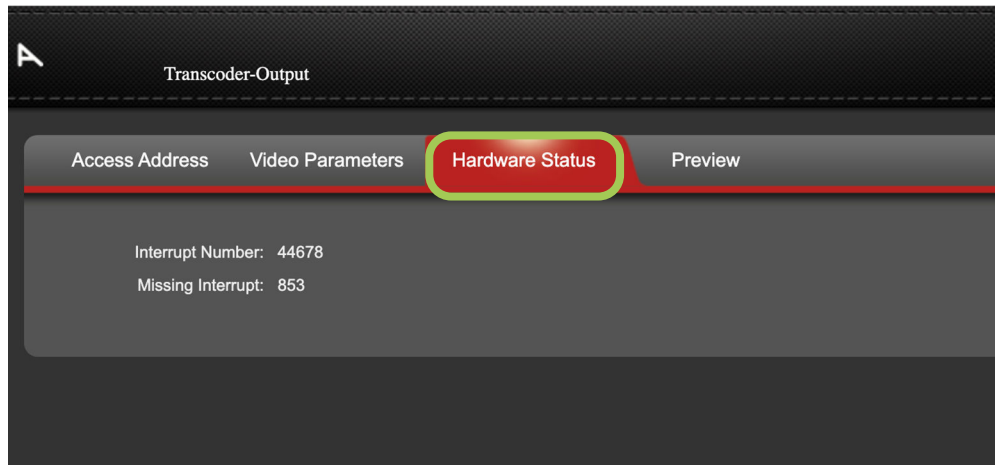 A
Transcoder-Output
Access Address Video Parameters Hardware Status Preview
Interrupt Number: 44678
Missing Interrupt: 853